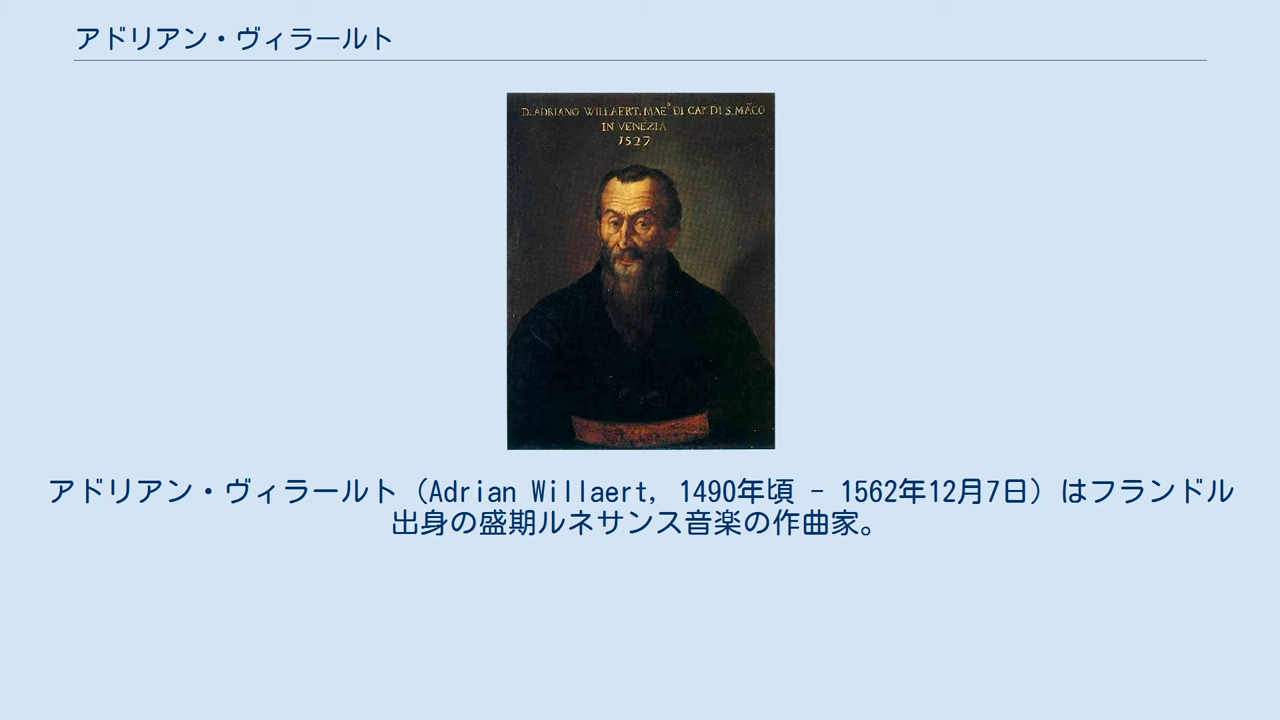 アドリアン・ヴィラールト
D. ADRIANO WILLAERT. MAE° DI CAP. DI S. MÃCO
IN VENEZIA
1527
アドリアン・ヴィラールト（Adrian Willaert, 1490年頃 - 1562年12月7日）はフランドル
出身の盛期ルネサンス音楽の作曲家。